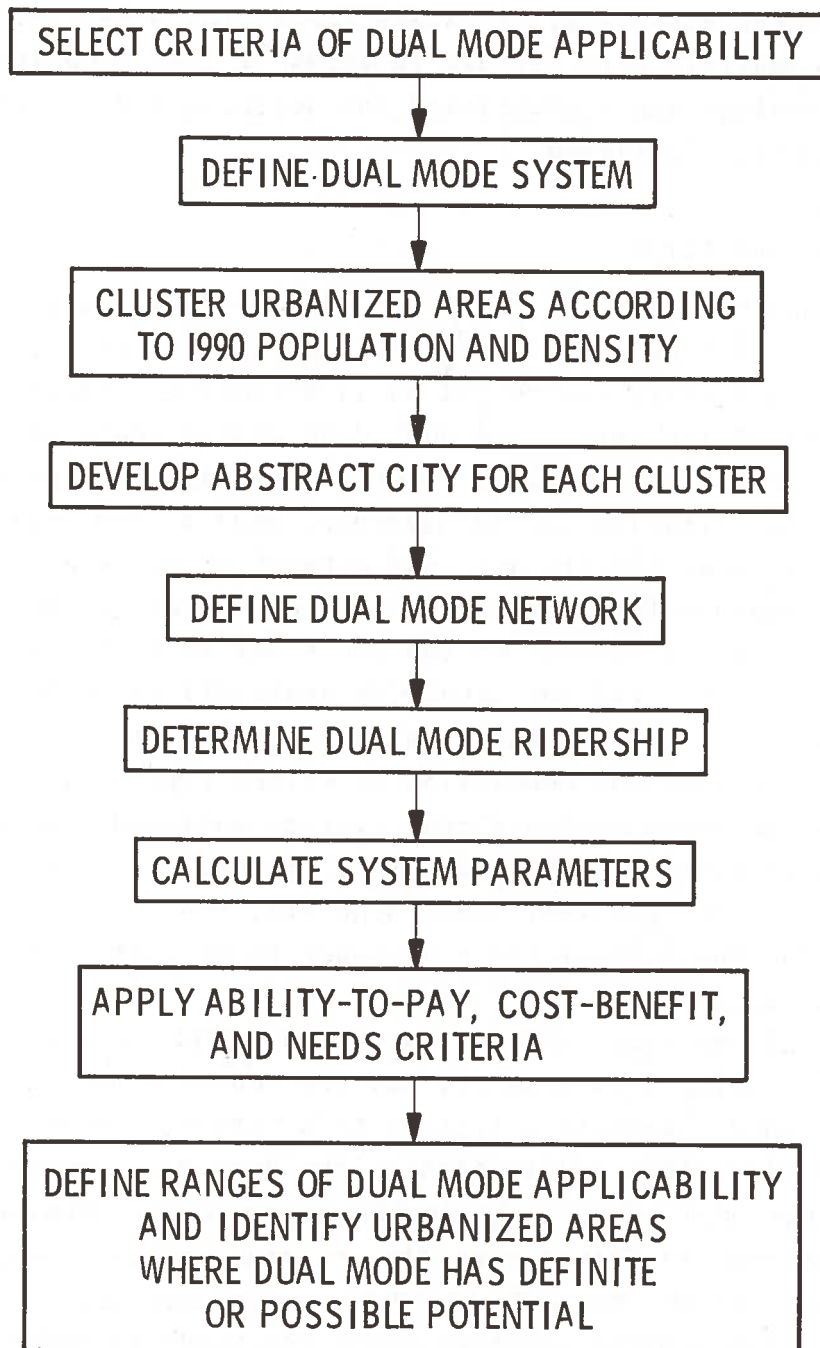 SELECT CRITERIA OF DUAL MODE APPLICABILITY
DEFINE DUAL MODE SYSTEM
CLUSTER URBANIZED AREAS ACCORDING
TO 1990 POPULATION AND DENSITY
DEVELOP ABSTRACT CITY FOR EACH CLUSTER
DEFINE DUAL MODE NETWORK
DETERMINE DUAL MODE RIDERSHIP
CALCULATE SYSTEM PARAMETERS
APPLY ABILITY-TO-PAY, COST-BENEFIT,
AND NEEDS CRITERIA
DEFINE RANGES OF DUAL MODE APPLICABILITY
AND IDENTIFY URBANIZED AREAS
WHERE DUAL MODE HAS DEFINITE
OR POSSIBLE POTENTIAL